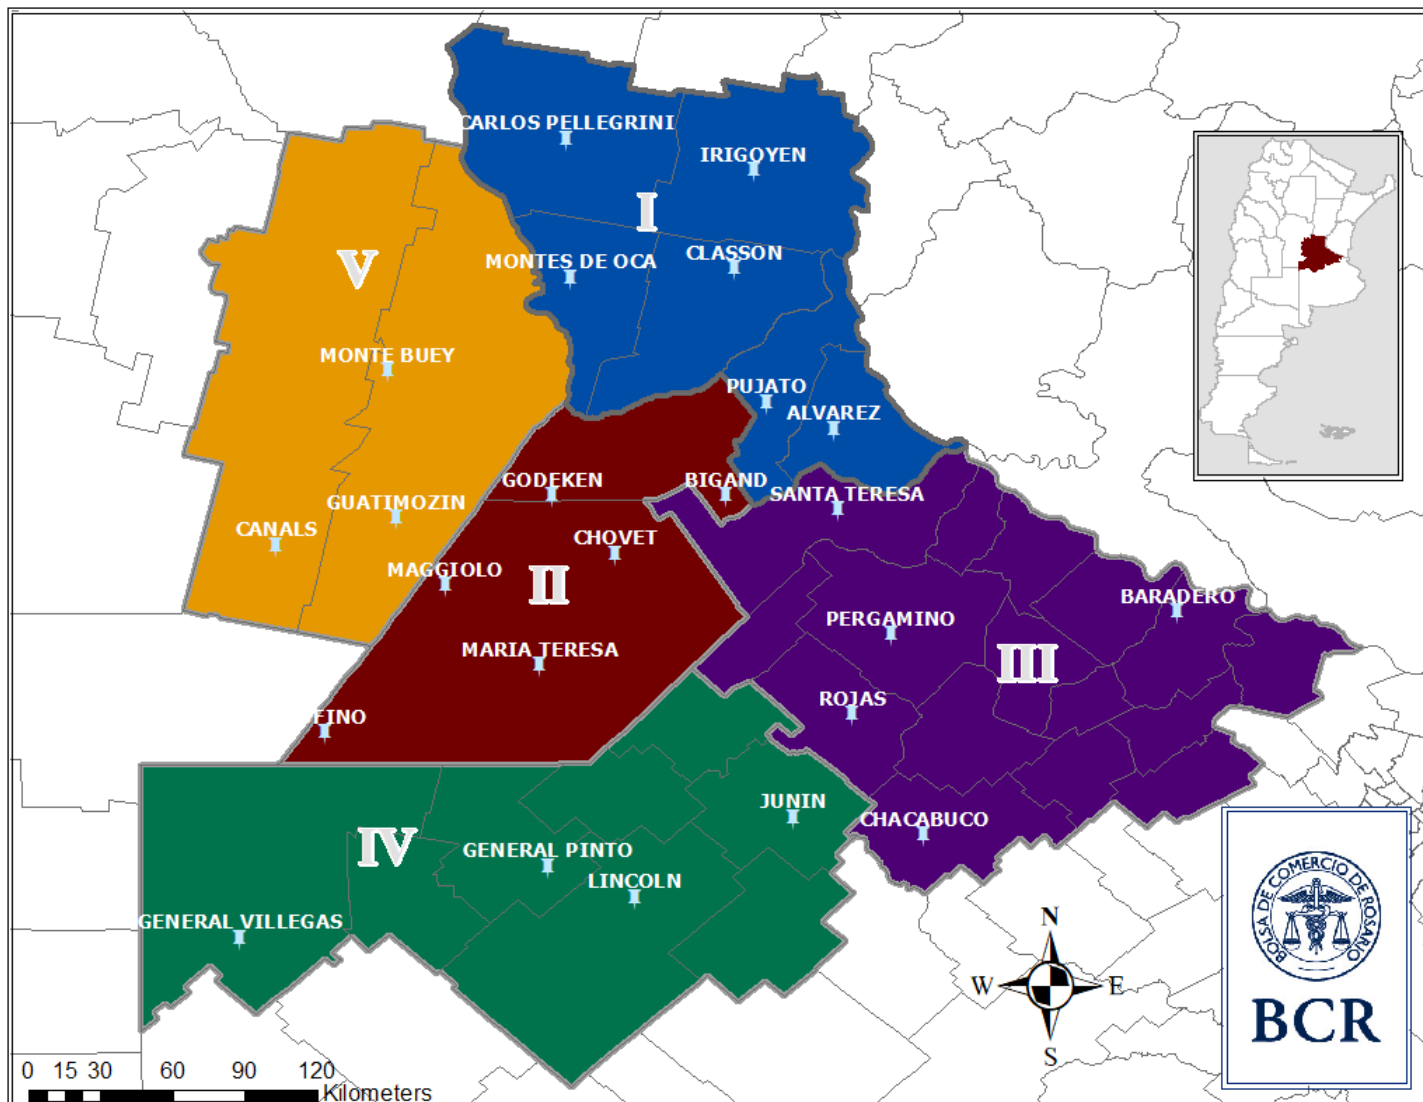 CARLOS PELLEGRINI
IRIGOYEN
I
MONTES DE OCA
CLASSON
V
MONTE BUEY
PUJATO
ALVAREZ
GODEKEN
BIGAND
SANTA TERESA
GUATIMOZIN
CANALS
CHOVET
MAGGIOLO
II
BARADERO
PERGAMINO
MARIA TERESA
III
ROJAS
FINO
JUNIN
CHACABUCO
IV
GENERAL PINTO
LINCOLN
GENERAL VILLEGAS
N
W
E
S
BOLSA DE COMERCIO DE ROSARIO
BCR
0 15 30 60 90 120
Kilometers